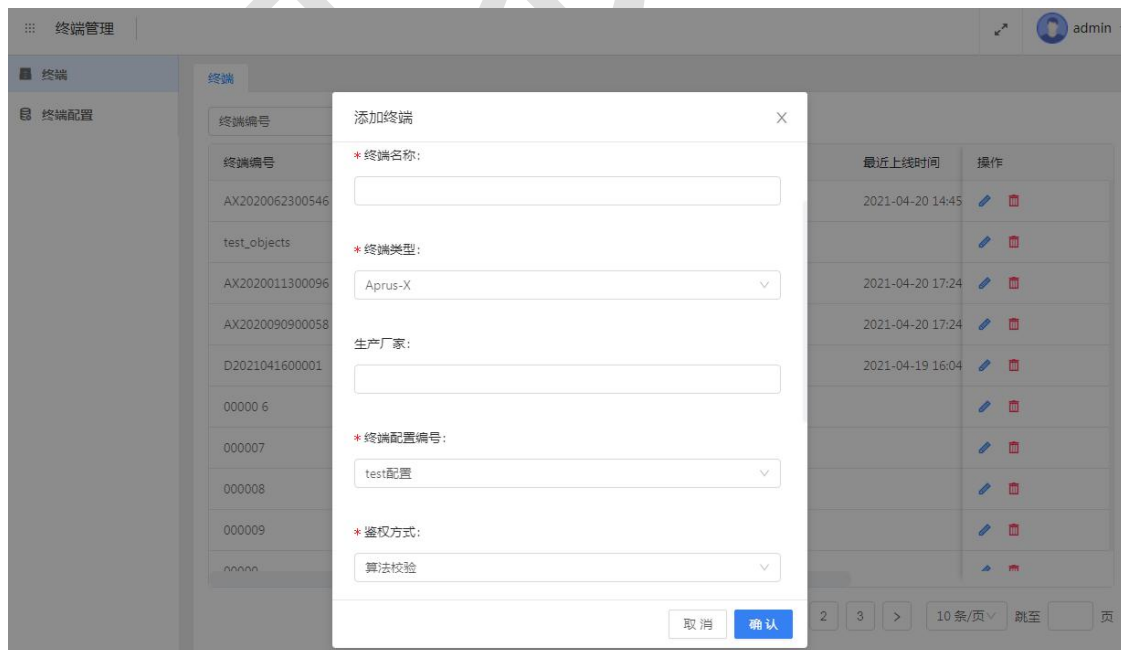 终端管理
admin
终端
终端配置
终端
终端编号
终端编号
最近上线时间 操作
AX2020062300546 2021-04-20 14:45
test_objects
AX2020011300096 2021-04-20 17:24
AX2020090900058 2021-04-20 17:24
D2021041600001 2021-04-19 16:04
00000 6
000007
000008
000009
添加终端
* 终端名称:
* 终端类型:
Aprus-X
生产厂家:
* 终端配置编号:
test配置
* 鉴权方式:
算法校验
取消 确认
2 3 > 10 条/页 跳至 页